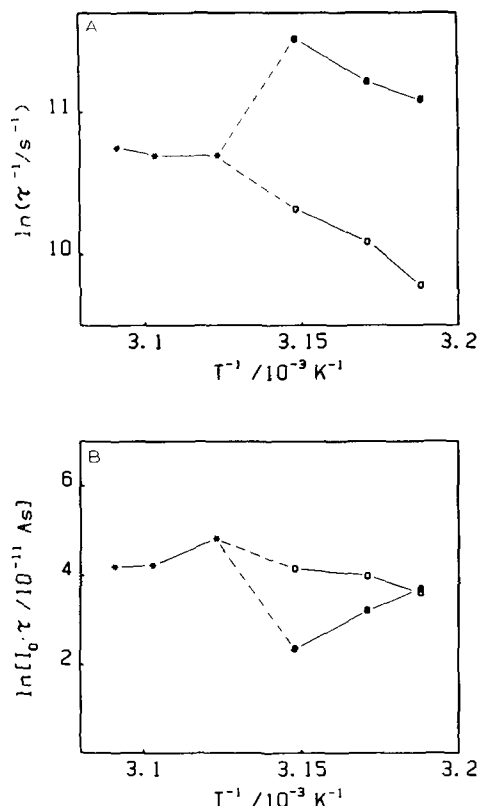 A
ln(τ⁻¹/s⁻¹)
11
10
3.1
3.15
3.2
T⁻¹ /10⁻³ K⁻¹
B
ln[I₀·τ /10⁻¹¹ As]
6
4
2
3.1
3.15
3.2
T⁻¹ /10⁻³ K⁻¹